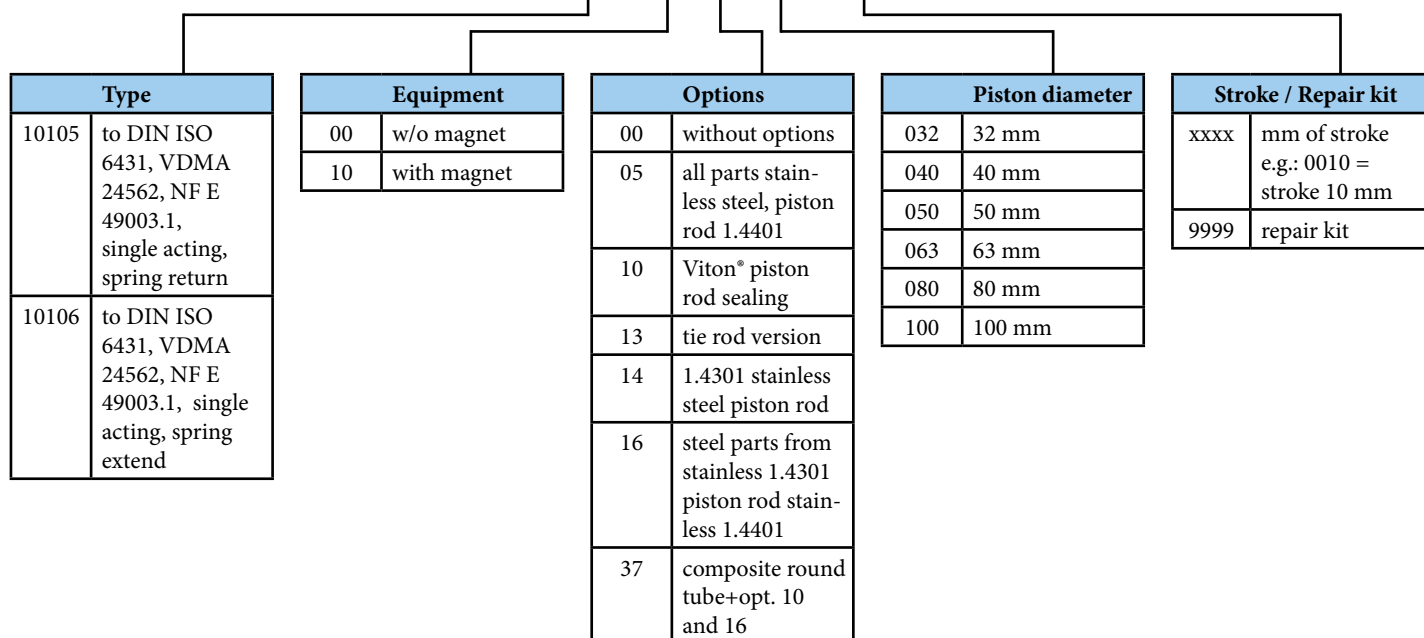 Type
10105 to DIN ISO
6431, VDMA
24562, NF E
49003.1,
single acting,
spring return
10106 to DIN ISO
6431, VDMA
24562, NF E
49003.1, single
acting, spring
extend
Equipment
00 w/o magnet
10 with magnet
Options
00 without options
05 all parts stain-
less steel, piston
rod 1.4401
10 Viton® piston
rod sealing
13 tie rod version
14 1.4301 stainless
steel piston rod
16 steel parts from
stainless 1.4301
piston rod stain-
less 1.4401
37 composite round
tube+opt. 10
and 16
Piston diameter
032 32 mm
040 40 mm
050 50 mm
063 63 mm
080 80 mm
100 100 mm
Stroke / Repair kit
xxxx mm of stroke
e.g.: 0010 =
stroke 10 mm
9999 repair kit